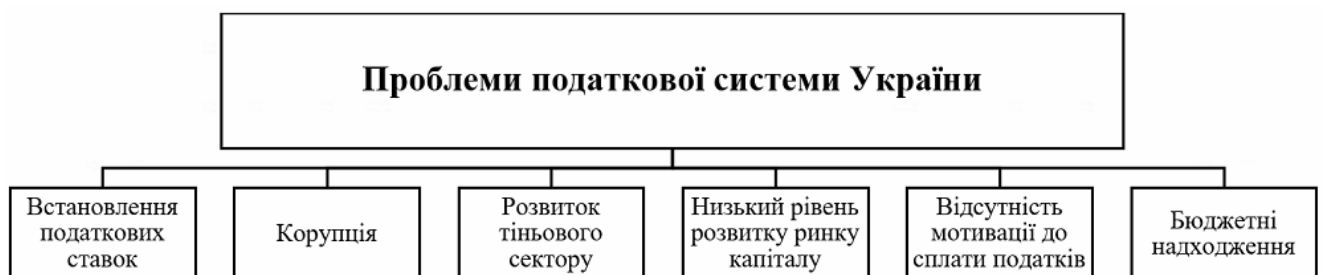 Проблеми податкової системи України
Встановлення
податкових
ставок
Корупція
Розвиток
тіньового
сектору
Низький рівень
розвитку ринку
капіталу
Відсутність
мотивації до
сплати податків
Бюджетні
надходження